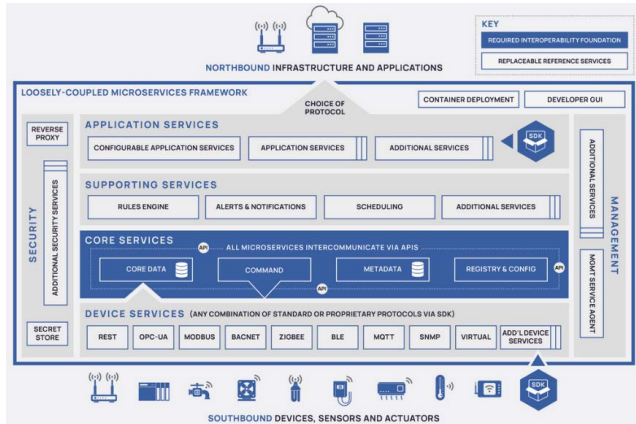 KEY
REQUIRED INTEROPERABILITY FOUNDATION
REPLACEABLE REFERENCE SERVICES
NORTHBOUND INFRASTRUCTURE AND APPLICATIONS
LOOSELY-COUPLED MICROSERVICES FRAMEWORK
CHOICE OF
PROTOCOL
CONTAINER DEPLOYMENT
DEVELOPER GUI
SECURITY
REVERSE
PROXY
ADDITIONAL SECURITY SERVICES
SECRET
STORE
APPLICATION SERVICES
CONFIGURABLE APPLICATION SERVICES
APPLICATION SERVICES
ADDITIONAL SERVICES
SDK
SUPPORTING SERVICES
RULES ENGINE
ALERTS & NOTIFICATIONS
SCHEDULING
ADDITIONAL SERVICES
CORE SERVICES
API
ALL MICROSERVICES INTERCOMMUNICATE VIA APIS
CORE DATA
COMMAND
METADATA
REGISTRY & CONFIG
API
API
DEVICE SERVICES (ANY COMBINATION OF STANDARD OR PROPRIETARY PROTOCOLS VIA SDK)
REST
OPC-UA
MODBUS
BACNET
ZIGBEE
BLE
MQTT
SNMP
VIRTUAL
ADD'L DEVICE
SERVICES
MANAGEMENT
ADDITIONAL SERVICES
MGMT SERVICE AGENT
SDK
SOUTHBOUND DEVICES, SENSORS AND ACTUATORS